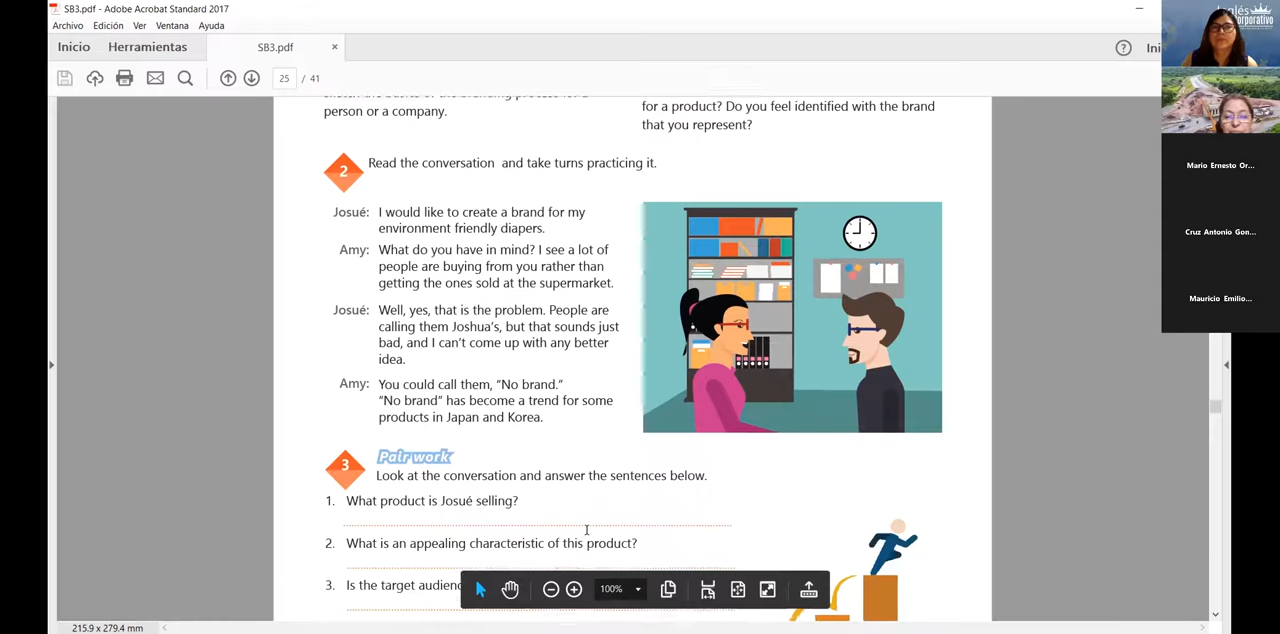 SB3.pdf - Adobe Acrobat Standard 2017
Archivo Edición Ver Ventana Ayuda
Inicio Herramientas SB3.pdf × ? Ini
25 / 41
person or a company.
for a product? Do you feel identified with the brand
that you represent?
2 Read the conversation and take turns practicing it.
Josué: I would like to create a brand for my
environment friendly diapers.
Amy: What do you have in mind? I see a lot of
people are buying from you rather than
getting the ones sold at the supermarket.
Josué: Well, yes, that is the problem. People are
calling them Joshua's, but that sounds just
bad, and I can't come up with any better
idea.
Amy: You could call them, “No brand.”
“No brand” has become a trend for some
products in Japan and Korea.
3 Pair work
Look at the conversation and answer the sentences below.
1. What product is Josué selling?
2. What is an appealing characteristic of this product?
3. Is the target audienc
100%
215.9 x 279.4 mm
Inglés
Corporativo
Mario Ernesto Or...
Cruz Antonio Gon...
Mauricio Emilio...